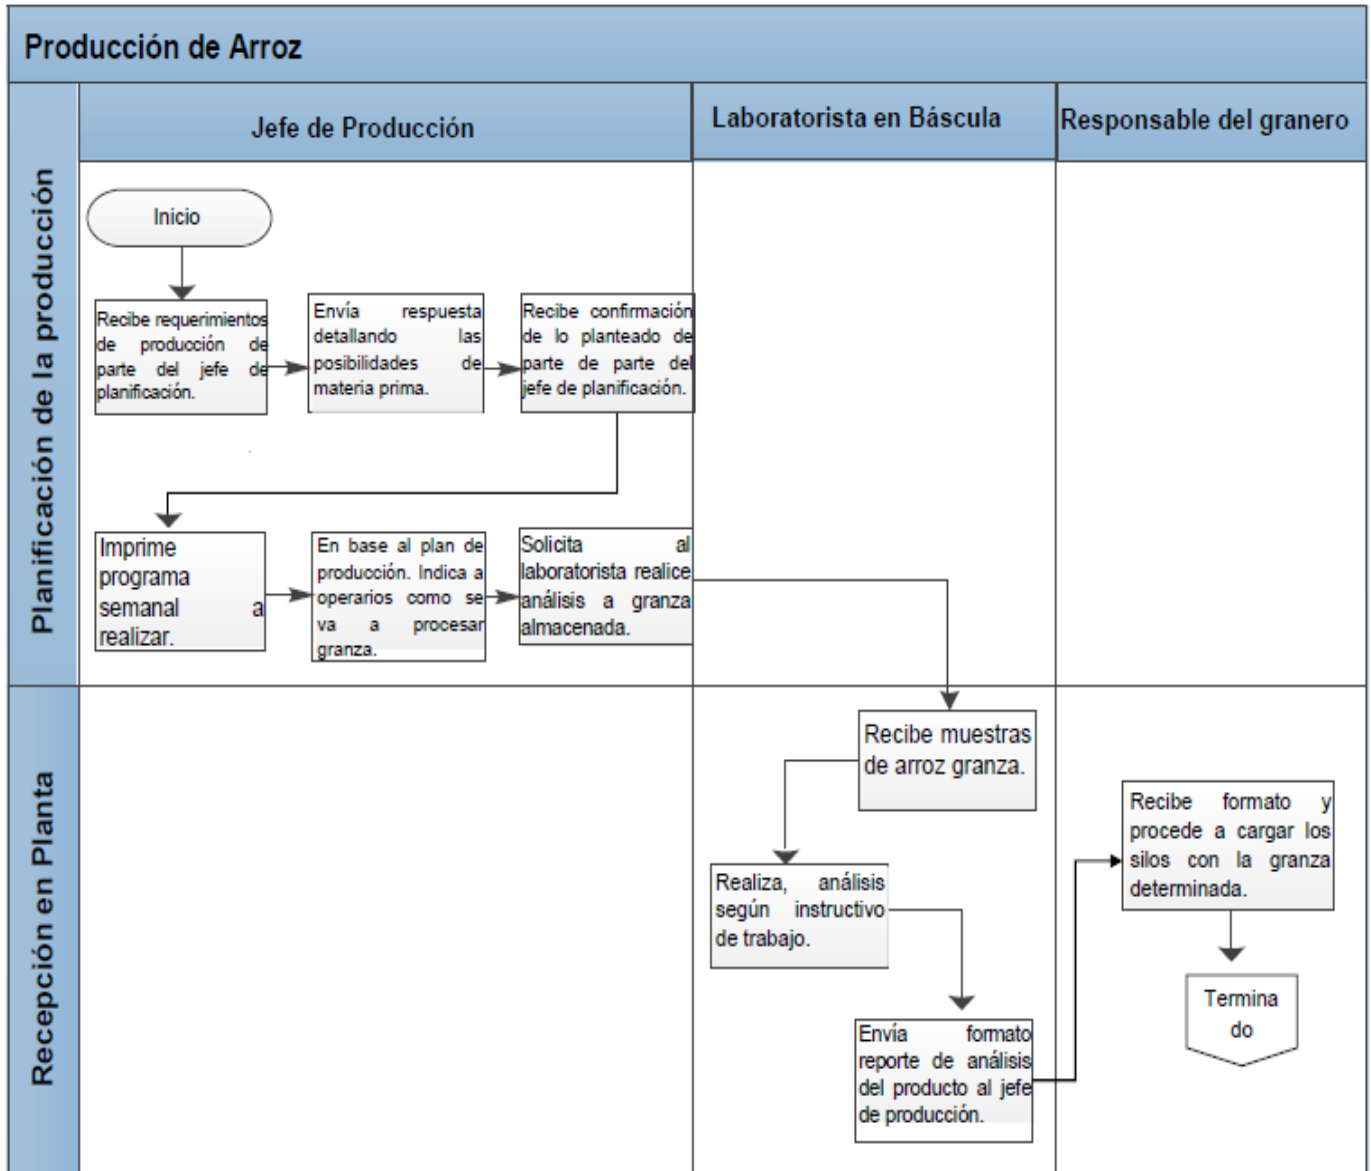 Producción de Arroz
Jefe de Producción
Laboratorista en Báscula
Responsable del granero
Planificación de la producción
Inicio
Recibe requerimientos
de producción de
parte del jefe de
planificación.
Envía respuesta
detallando las
posibilidades de
materia prima.
Recibe confirmación
de lo planteado de
parte de parte del
jefe de planificación.
Imprime
programa
semanal a
realizar.
En base al plan de
producción. Indica a
operarios como se
va a procesar
granza.
Solicita al
laboratorista realice
análisis a granza
almacenada.
Recepción en Planta
Recibe muestras
de arroz granza.
Realiza, análisis
según instructivo
de trabajo.
Envía formato
reporte de análisis
del producto al jefe
de producción.
Recibe formato y
procede a cargar los
silos con la granza
determinada.
Termina
do